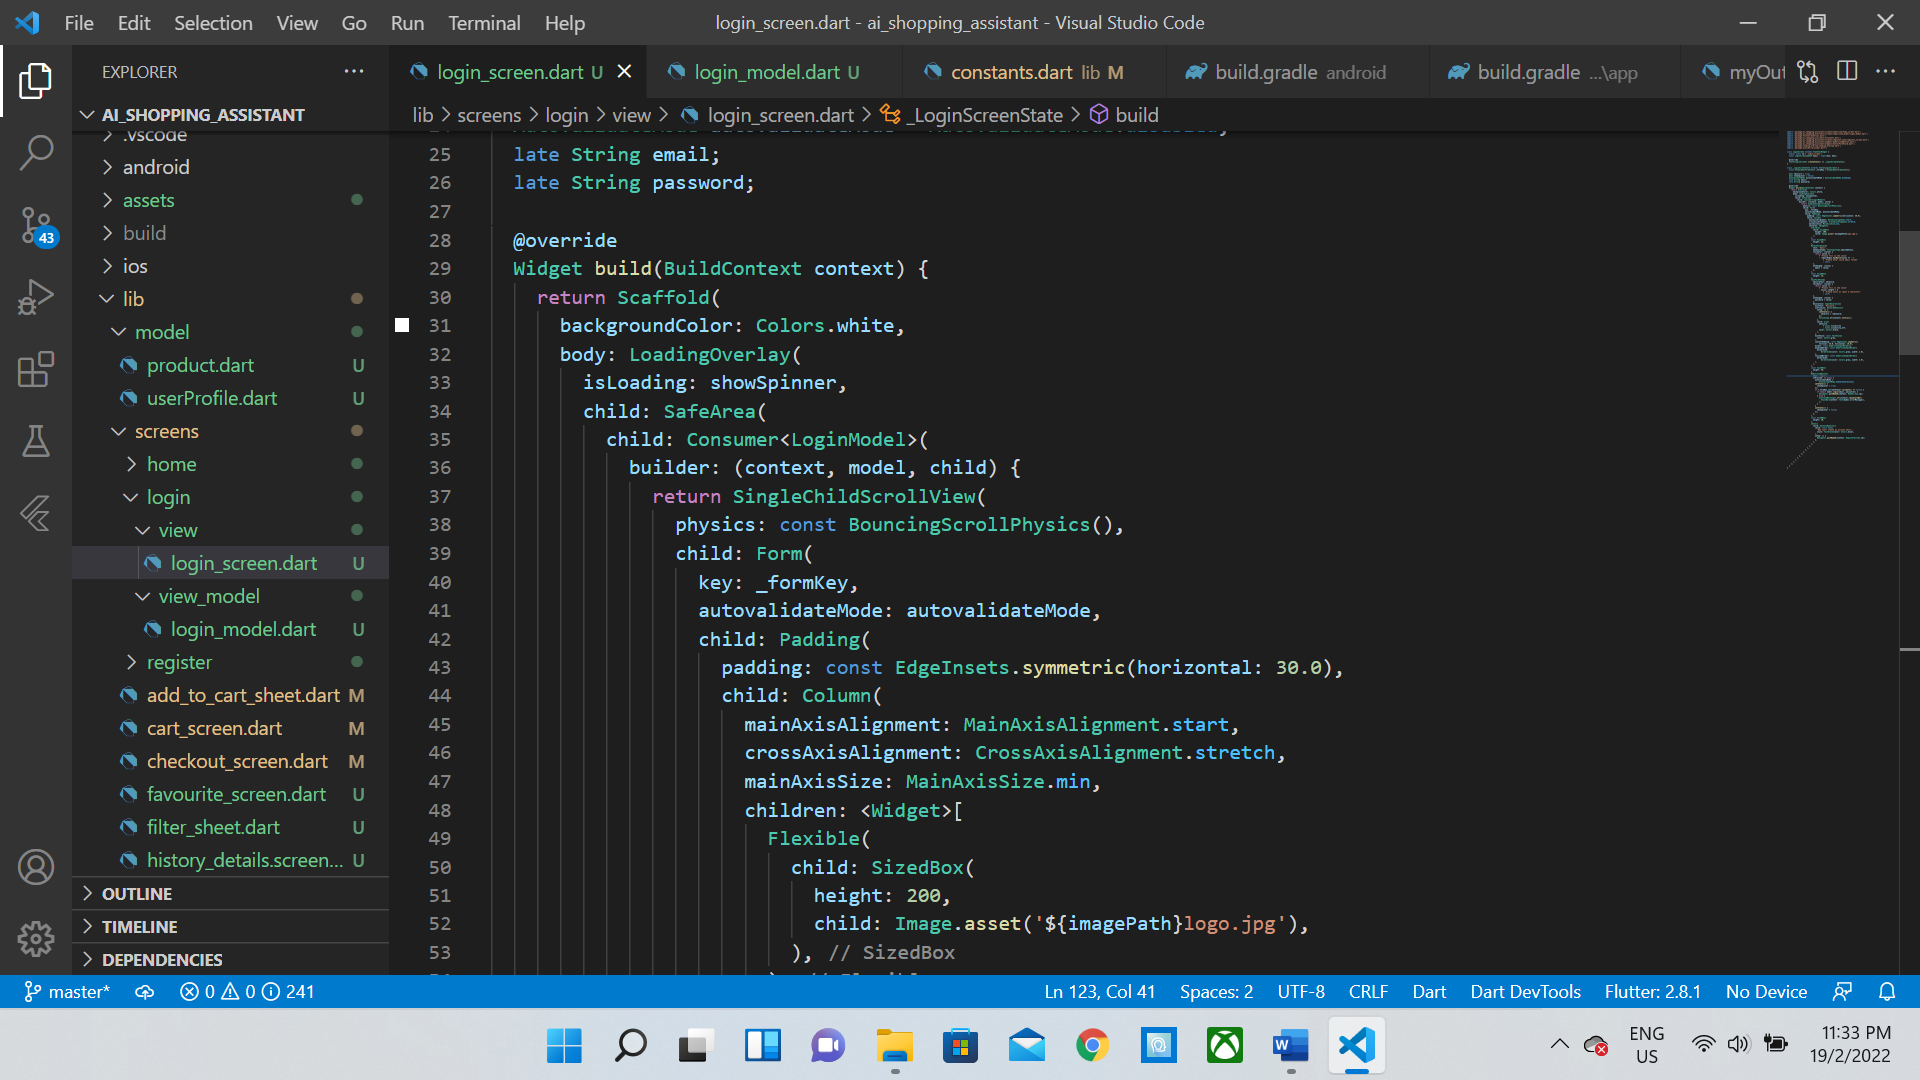 File Edit Selection View Go Run Terminal Help
login_screen.dart - ai_shopping_assistant - Visual Studio Code
EXPLORER
AI_SHOPPING_ASSISTANT
.vscode
android
assets
build
ios
lib
model
product.dart U
userProfile.dart U
screens
home
login
view
login_screen.dart U
view_model
login_model.dart U
register
add_to_cart_sheet.dart M
cart_screen.dart M
checkout_screen.dart M
favourite_screen.dart U
filter_sheet.dart U
history_details.screen... U
OUTLINE
TIMELINE
DEPENDENCIES
43
login_screen.dart U login_model.dart U constants.dart lib M build.gradle android build.gradle ...\app myOut
lib > screens > login > view > login_screen.dart > _LoginScreenState > build
25 late String email;
26 late String password;
27
28 @override
29 Widget build(BuildContext context) {
30 return Scaffold(
31 backgroundColor: Colors.white,
32 body: LoadingOverlay(
33 isLoading: showSpinner,
34 child: SafeArea(
35 child: Consumer<LoginModel>(
36 builder: (context, model, child) {
37 return SingleChildScrollView(
38 physics: const BouncingScrollPhysics(),
39 child: Form(
40 key: _formKey,
41 autovalidateMode: autovalidateMode,
42 child: Padding(
43 padding: const EdgeInsets.symmetric(horizontal: 30.0),
44 child: Column(
45 mainAxisAlignment: MainAxisAlignment.start,
46 crossAxisAlignment: CrossAxisAlignment.stretch,
47 mainAxisSize: MainAxisSize.min,
48 children: <Widget>[
49 Flexible(
50 child: SizedBox(
51 height: 200,
52 child: Image.asset('${imagePath}logo.jpg'),
53 ), // SizedBox
master* 0 0 241
Ln 123, Col 41 Spaces: 2 UTF-8 CRLF Dart Dart DevTools Flutter: 2.8.1 No Device
ENG
US
11:33 PM
19/2/2022